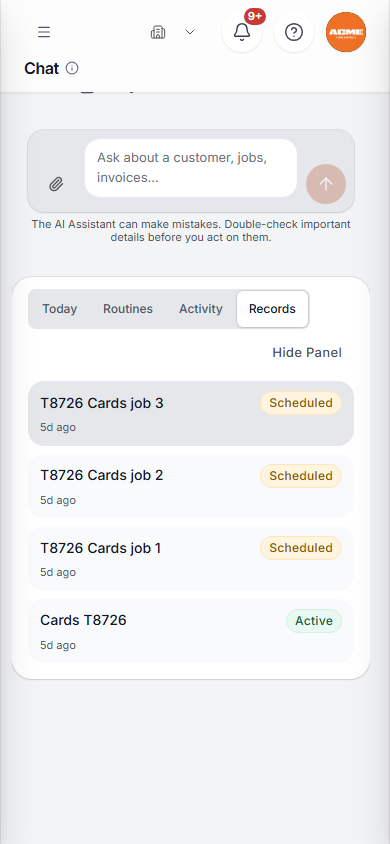 9+
ACME
Chat
Ask about a customer, jobs,
invoices...
The AI Assistant can make mistakes. Double-check important
details before you act on them.
Today
Routines
Activity
Records
Hide Panel
T8726 Cards job 3
Scheduled
5d ago
T8726 Cards job 2
Scheduled
5d ago
T8726 Cards job 1
Scheduled
5d ago
Cards T8726
Active
5d ago